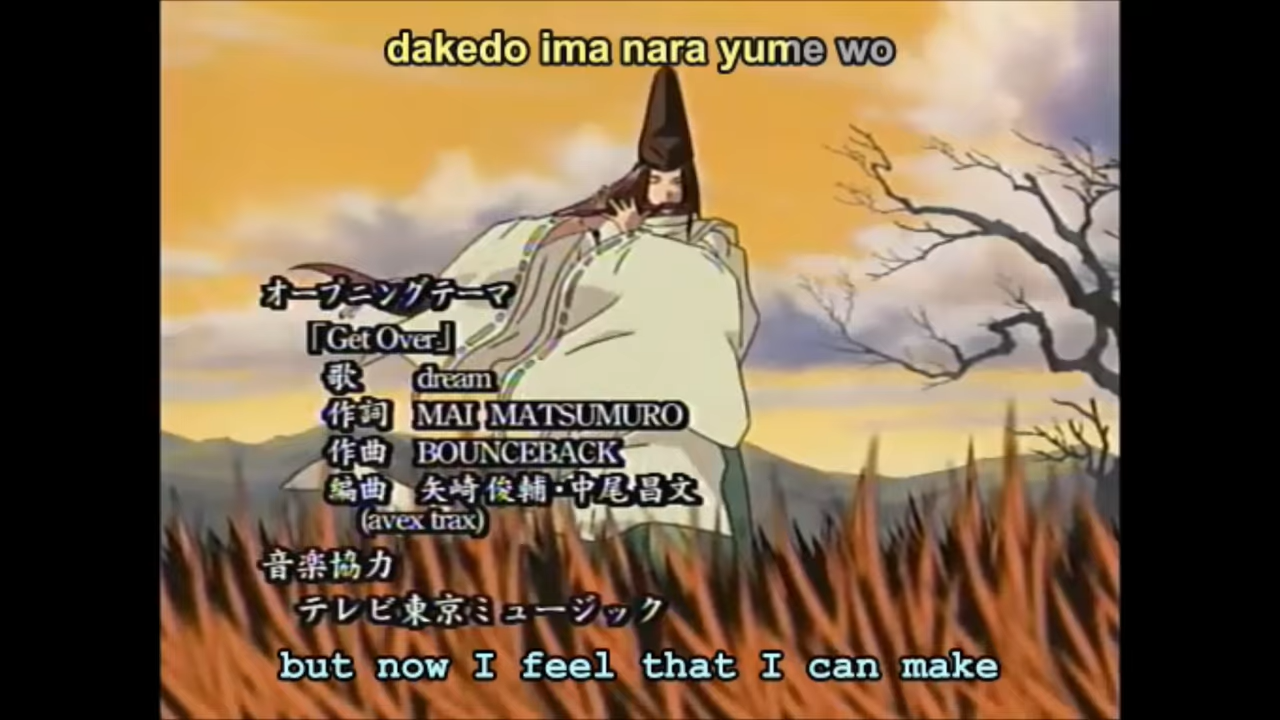 dakedo ima nara yume wo
オープニングテーマ
「Get Over」
歌 dream
作詞 MAI MATSUMURO
作曲 BOUNCEBACK
編曲 矢崎俊輔・中尾昌文
(avex trax)
音楽協力
テレビ東京ミュージック
but now I feel that I can make